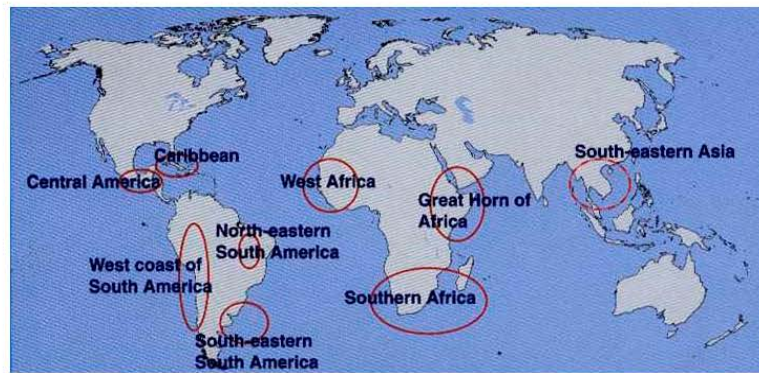 Caribbean
Central America
West Africa
South-eastern Asia
Great Horn of
Africa
North-eastern
South America
West coast of
South America
Southern Africa
South-eastern
South America